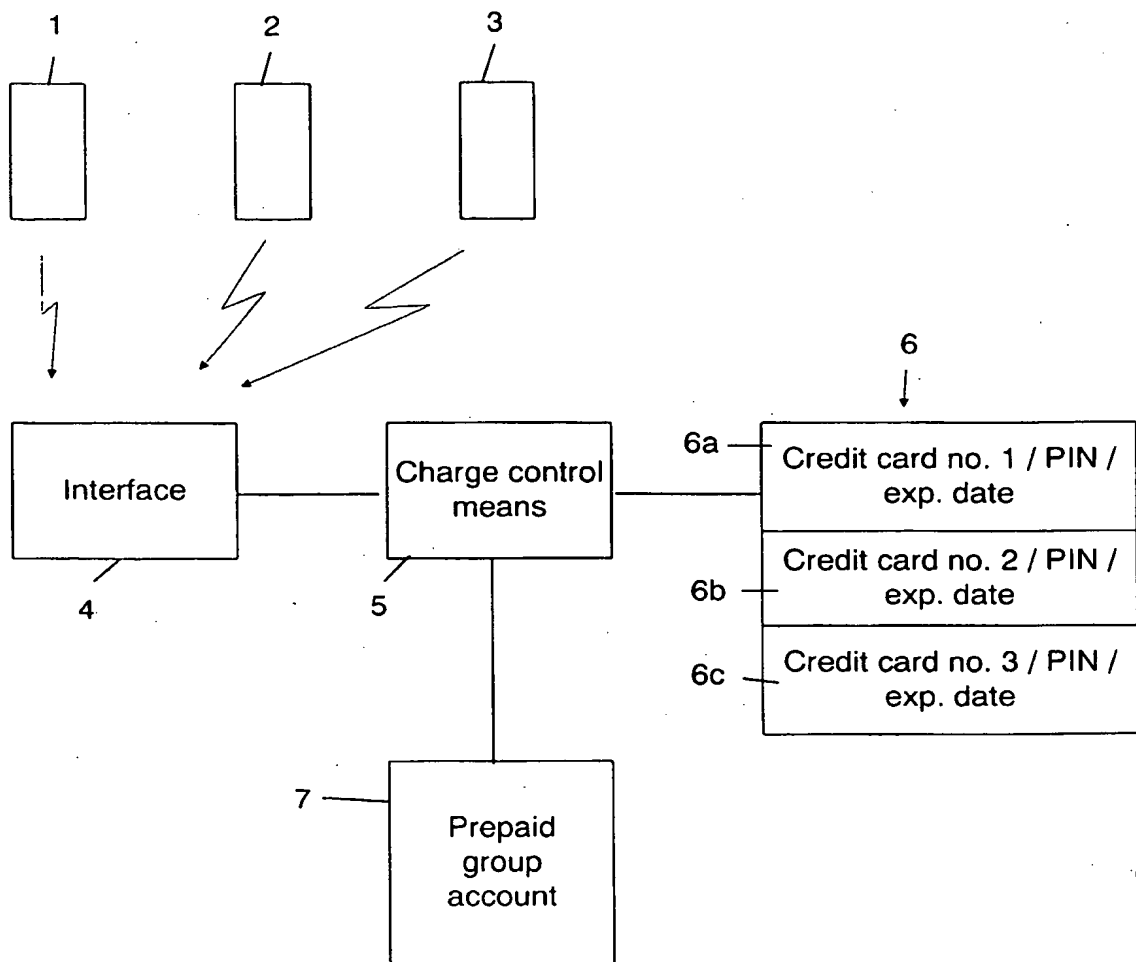 1
2
3
6
6a
Credit card no. 1 / PIN /
exp. date
Interface
Charge control
means
4
5
6b
Credit card no. 2 / PIN /
exp. date
6c
Credit card no. 3 / PIN /
exp. date
7
Prepaid
group
account